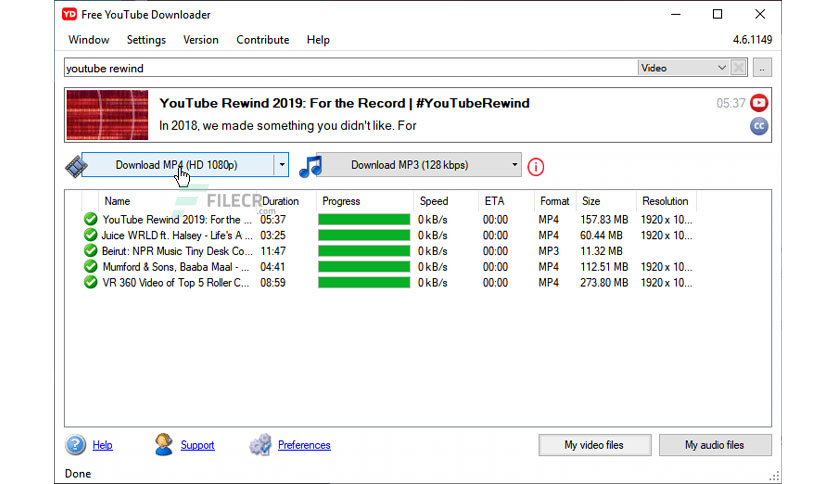 YD Free YouTube Downloader
Window Settings Version Contribute Help 4.6.1149
youtube rewind Video ..
YouTube Rewind 2019: For the Record | #YouTubeRewind 05:37
In 2018, we made something you didn't like. For CC
Download MP4 (HD 1080p) Download MP3 (128 kbps)
FILECR
.com
Name Duration Progress Speed ETA Format Size Resolution
YouTube Rewind 2019: For the ... 05:37 0 kB/s 00:00 MP4 157.83 MB 1920 x 10...
Juice WRLD ft. Halsey - Life's A ... 03:25 0 kB/s 00:00 MP4 60.44 MB 1920 x 10...
Beirut: NPR Music Tiny Desk Co... 11:47 0 kB/s 00:00 MP3 11.32 MB
Mumford & Sons, Baaba Maal - ... 04:41 0 kB/s 00:00 MP4 112.51 MB 1920 x 10...
VR 360 Video of Top 5 Roller C... 08:59 0 kB/s 00:00 MP4 273.80 MB 1920 x 10...
Help Support Preferences My video files My audio files
Done